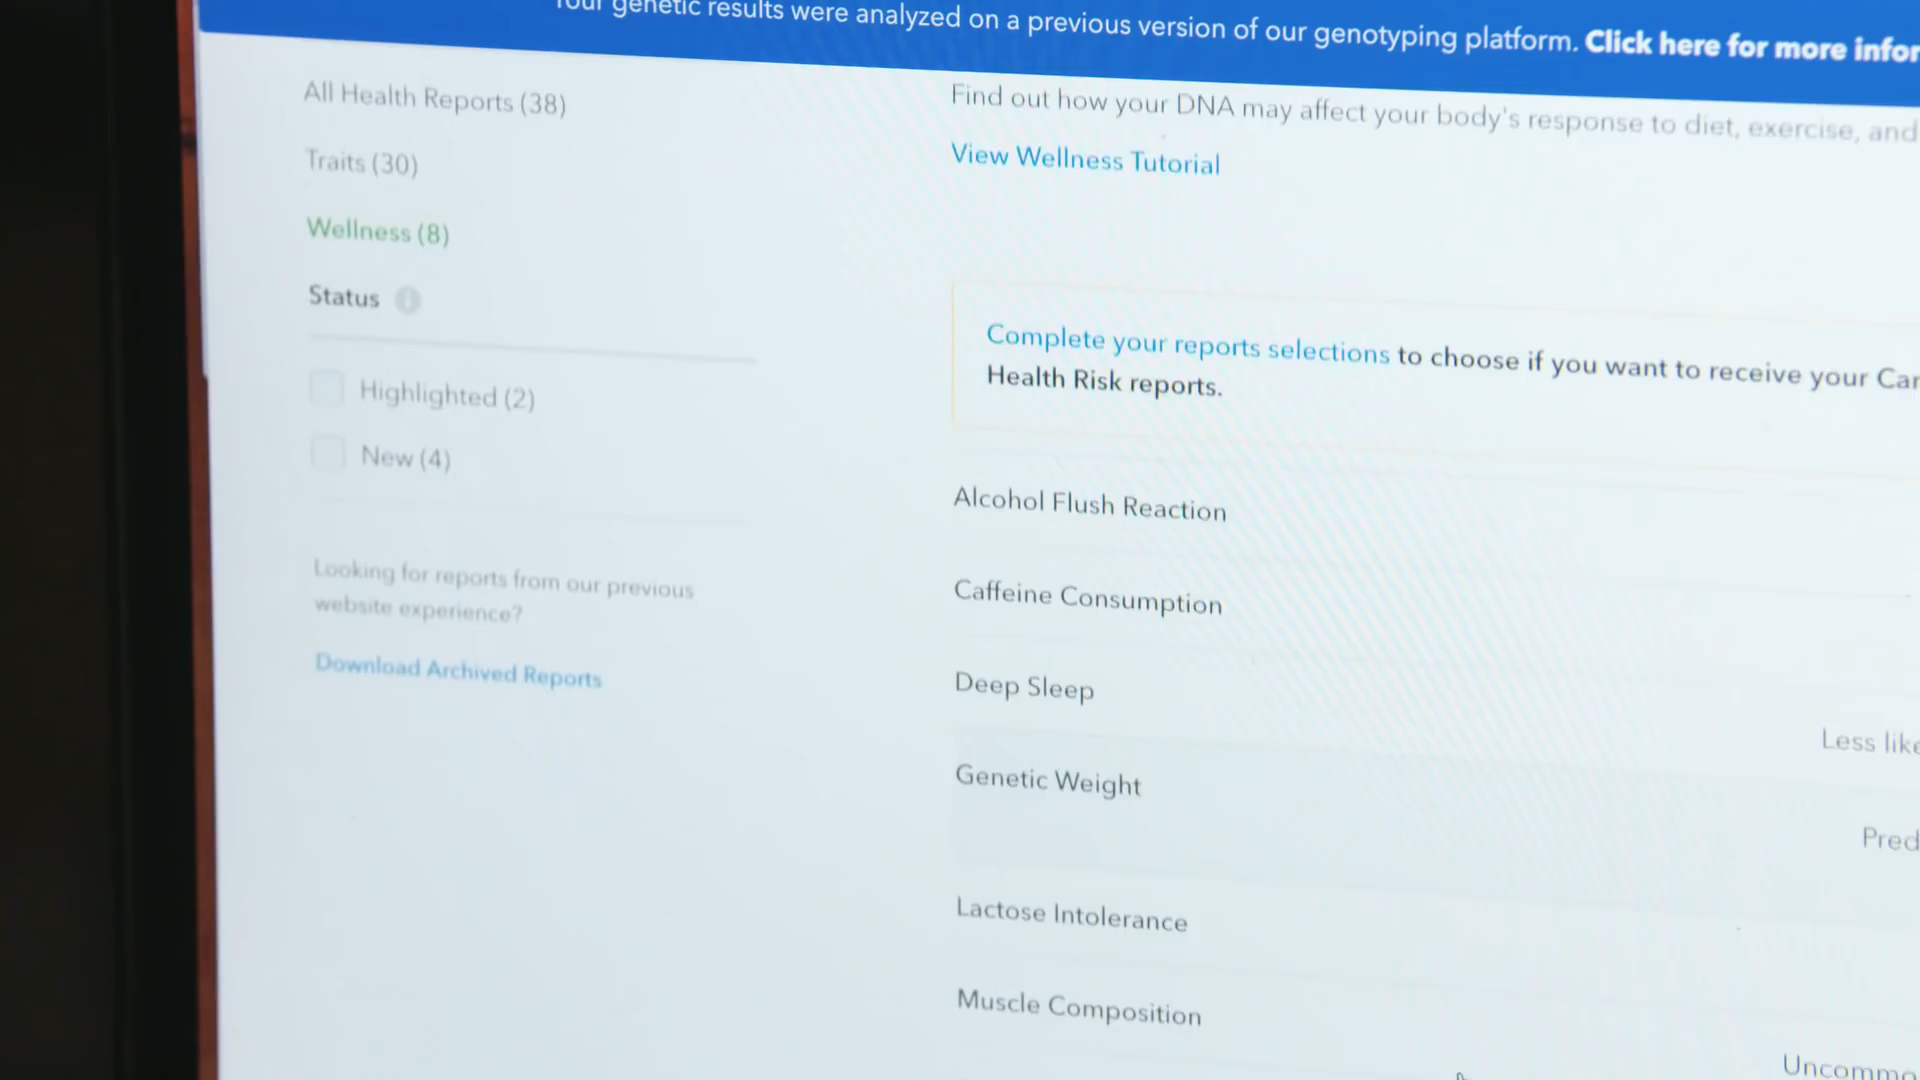 genetic results were analyzed on a previous version of our genotyping platform. Click here for more
All Health Reports (38)
Traits (30)
Wellness (8)
Status
Highlighted (2)
New (4)
Looking for reports from our previous
website experience?
Download Archived Reports
Find out how your DNA may affect your body's response to diet, exercise, and
View Wellness Tutorial
Complete your reports selections to choose if you want to receive your
Health Risk reports.
Alcohol Flush Reaction
Caffeine Consumption
Deep Sleep
Less
Genetic Weight
Lactose Intolerance
Muscle Composition